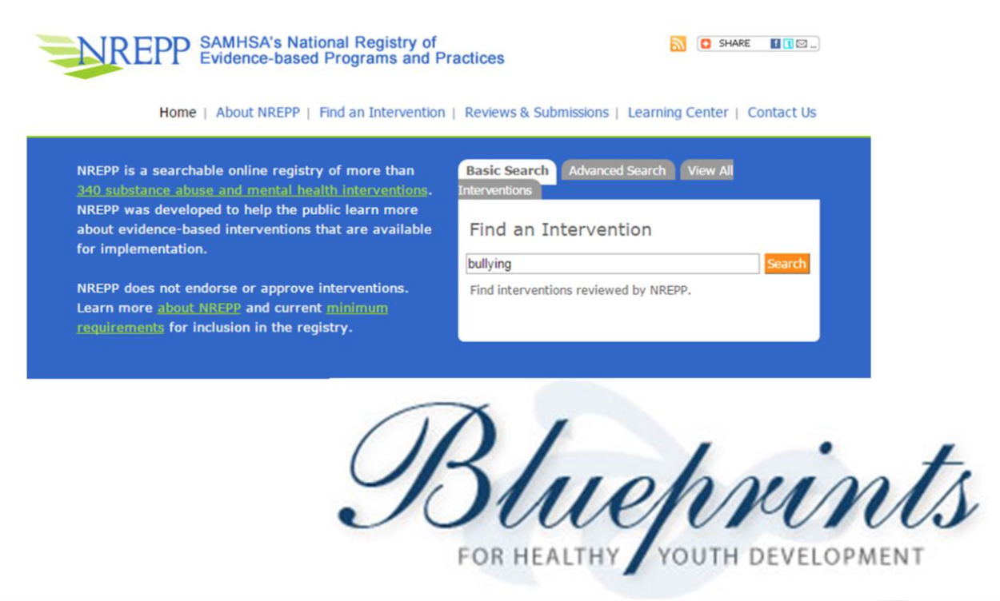 NREPP SAMHSA's National Registry of
Evidence-based Programs and Practices
SHARE
Home | About NREPP | Find an Intervention | Reviews & Submissions | Learning Center | Contact Us
NREPP is a searchable online registry of more than
340 substance abuse and mental health interventions.
NREPP was developed to help the public learn more
about evidence-based interventions that are available
for implementation.
NREPP does not endorse or approve interventions.
Learn more about NREPP and current minimum
requirements for inclusion in the registry.
Basic Search Advanced Search View All
Interventions
Find an Intervention
bullying Search
Find interventions reviewed by NREPP.
Blueprints
FOR HEALTHY YOUTH DEVELOPMENT